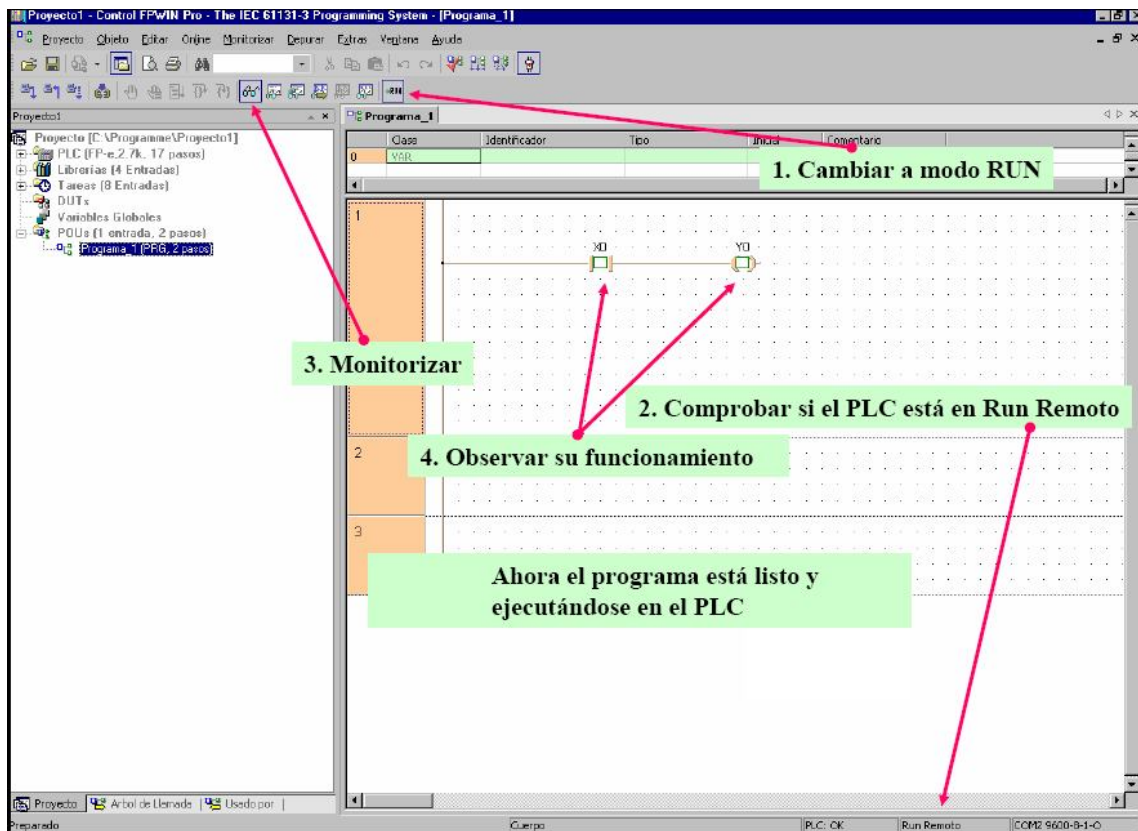 Proyecto1 - Control FPWIN Pro - The IEC 61131-3 Programming System - [Programa_1]
Proyecto Objeto Editar Online Monitorizar Depurar Extras Ventana Ayuda
Proyecto1
Programa_1
Proyecto [C:\Programme\Proyecto1]
PLC (FP-e,2.7k, 17 pasos)
Librerías (4 Entradas)
Tareas (8 Entradas)
DUTs
Variables Globales
POUs (1 entrada, 2 pasos)
Programa_1 (PRG, 2 pasos)
Clase Identificador Tipo Inicial Comentario
0 VAR
1. Cambiar a modo RUN
1
X0 Y0
3. Monitorizar
2. Comprobar si el PLC está en Run Remoto
2
4. Observar su funcionamiento
3
Ahora el programa está listo y
ejecutándose en el PLC
Proyecto Arbol de Llamada Usado por
Preparado Cuerpo PLC: OK Run Remoto COM2 9600-8-1-O